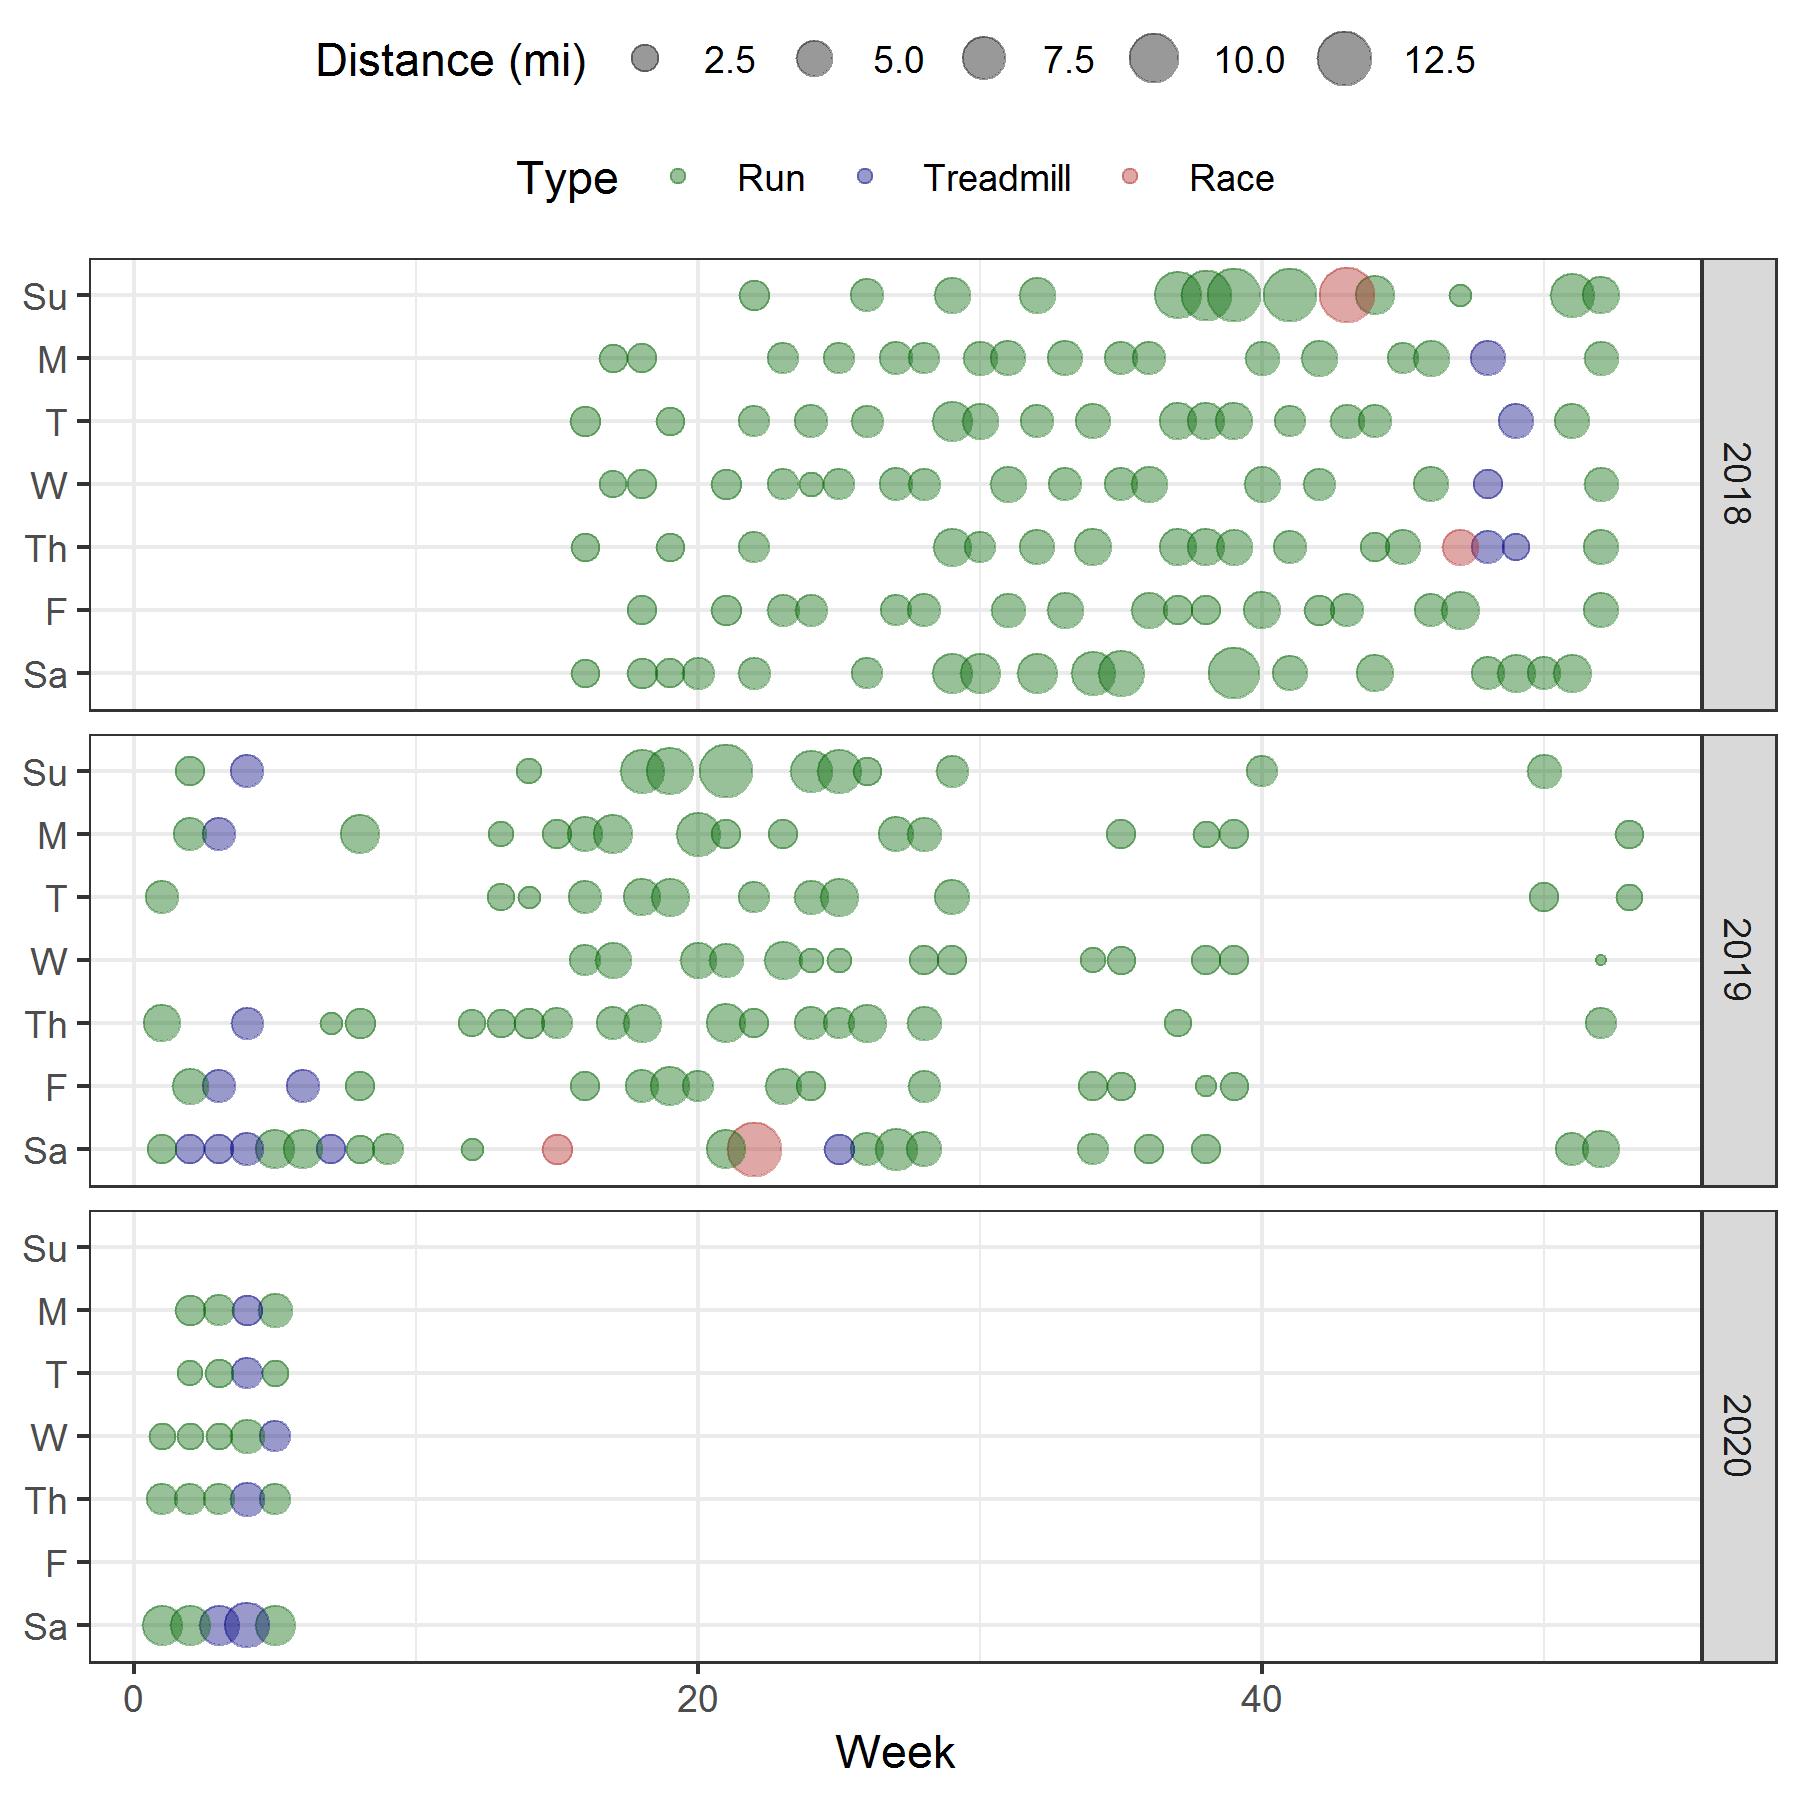 Distance (mi) 2.5 5.0 7.5 10.0 12.5
Type Run Treadmill Race
Su
M
T
W
Th
F
Sa
2018
Su
M
T
W
Th
F
Sa
2019
Su
M
T
W
Th
F
Sa
2020
0 20 40
Week